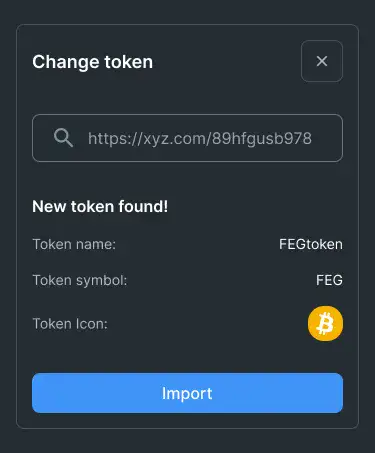 Change token
https://xyz.com/89hfgusb978
New token found!
Token name: FEGtoken
Token symbol: FEG
Token Icon:
Import